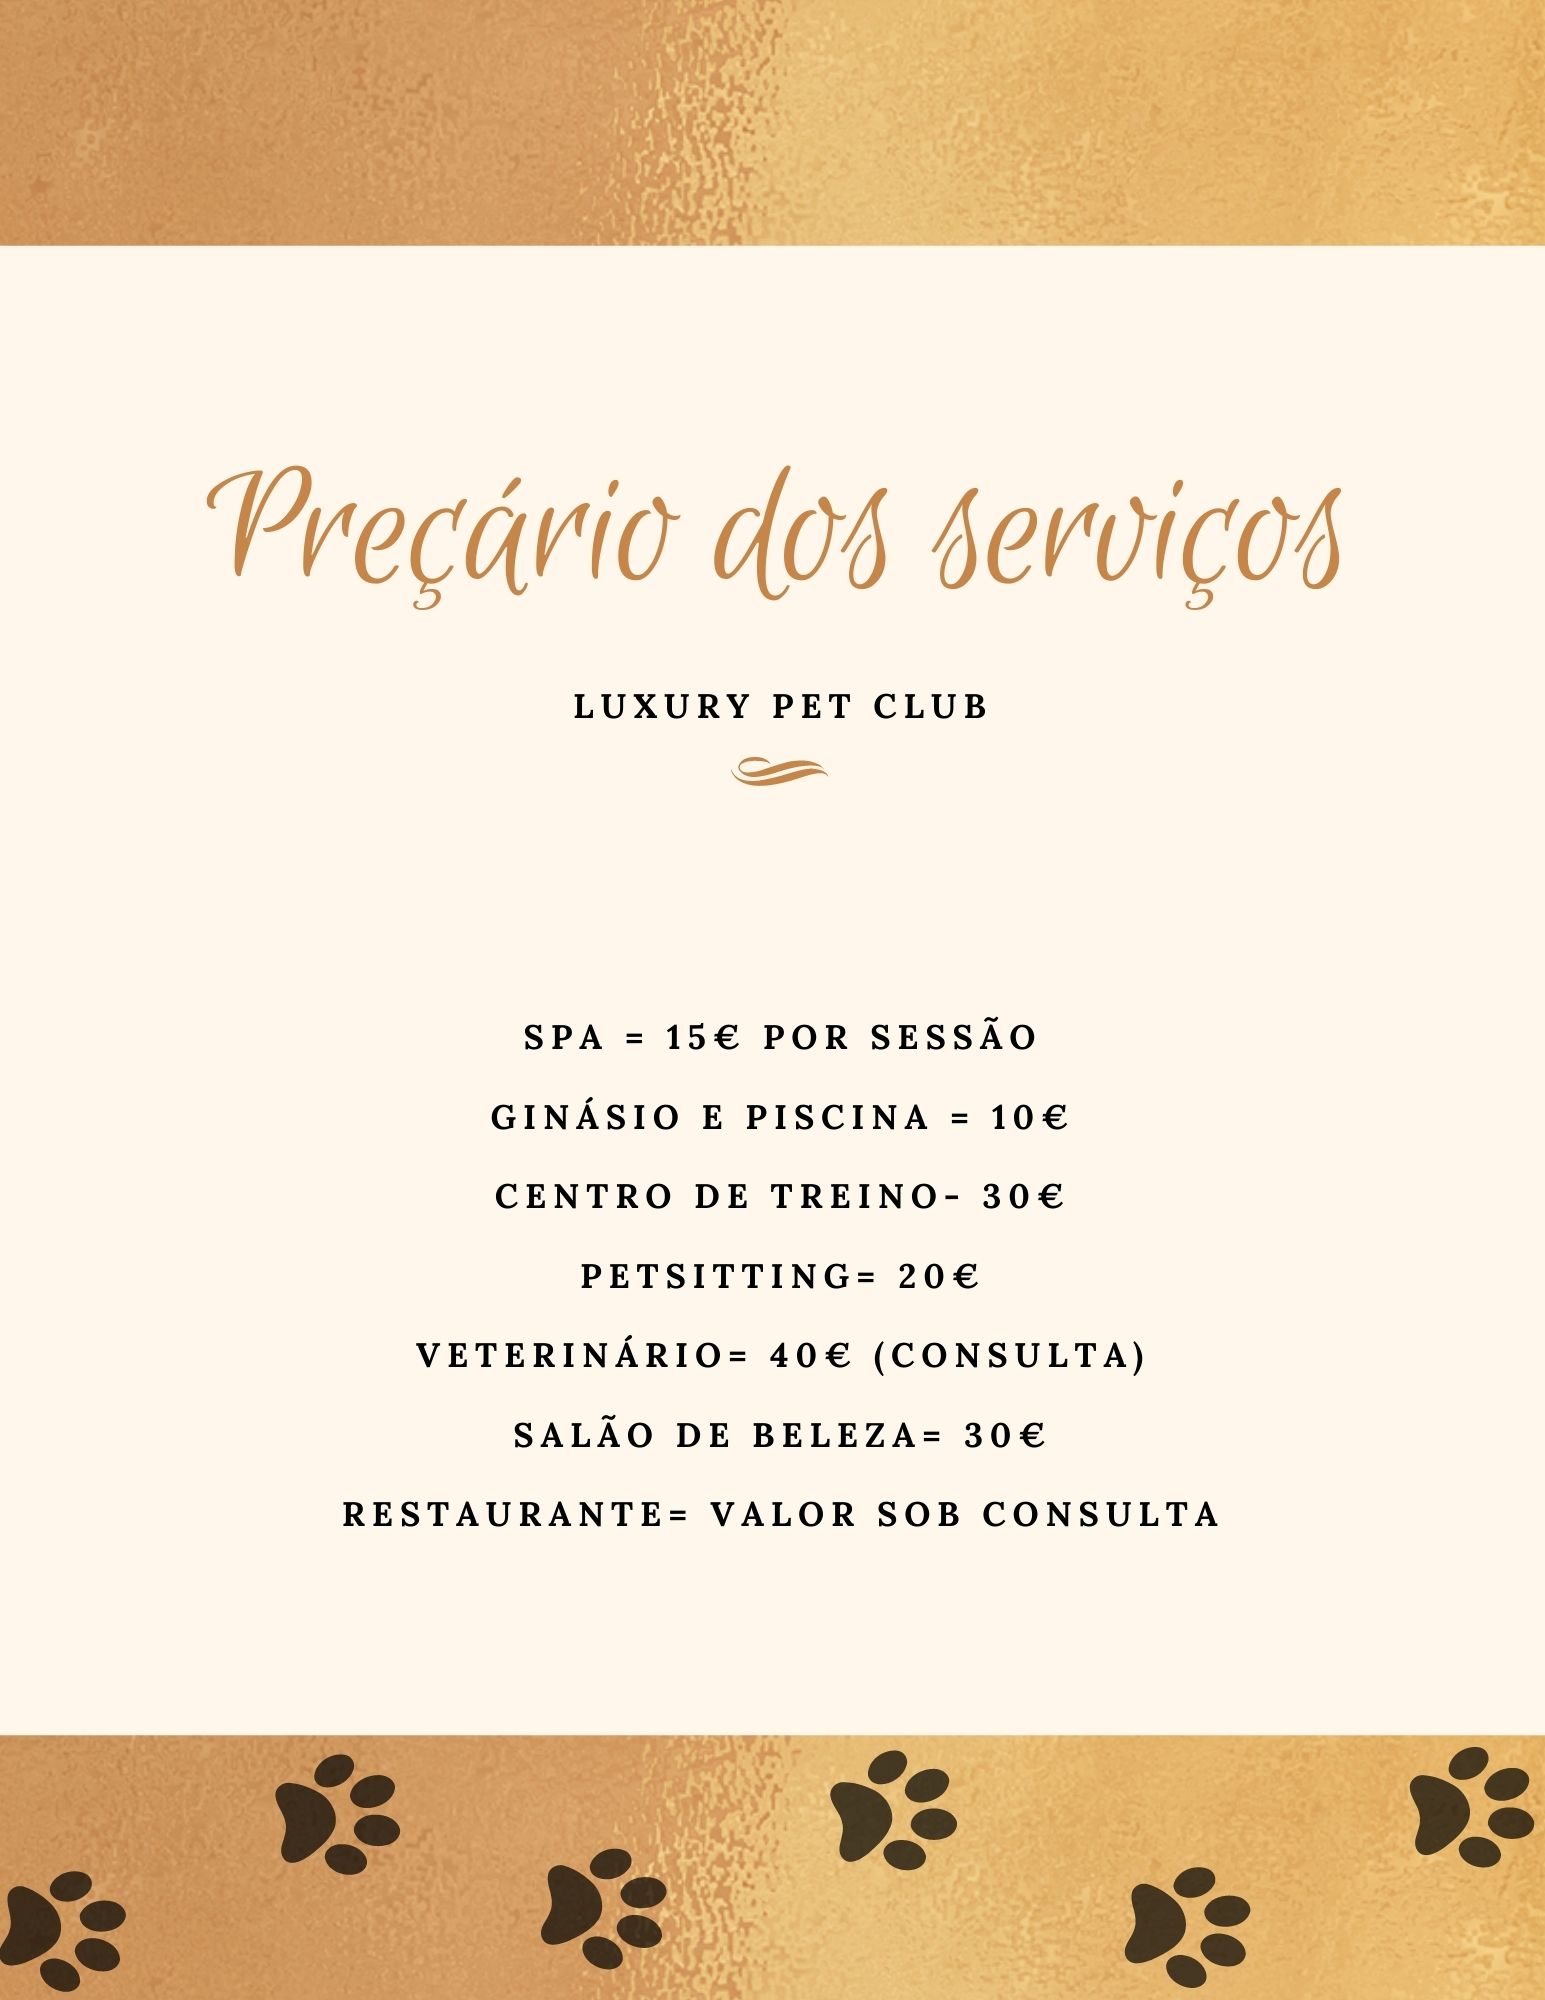 Preçário dos serviços
LUXURY PET CLUB
SPA = 15€ POR SESSÃO
GINÁSIO E PISCINA = 10€
CENTRO DE TREINO- 30€
PETSITTING= 20€
VETERINÁRIO= 40€ (CONSULTA)
SALÃO DE BELEZA= 30€
RESTAURANTE= VALOR SOB CONSULTA